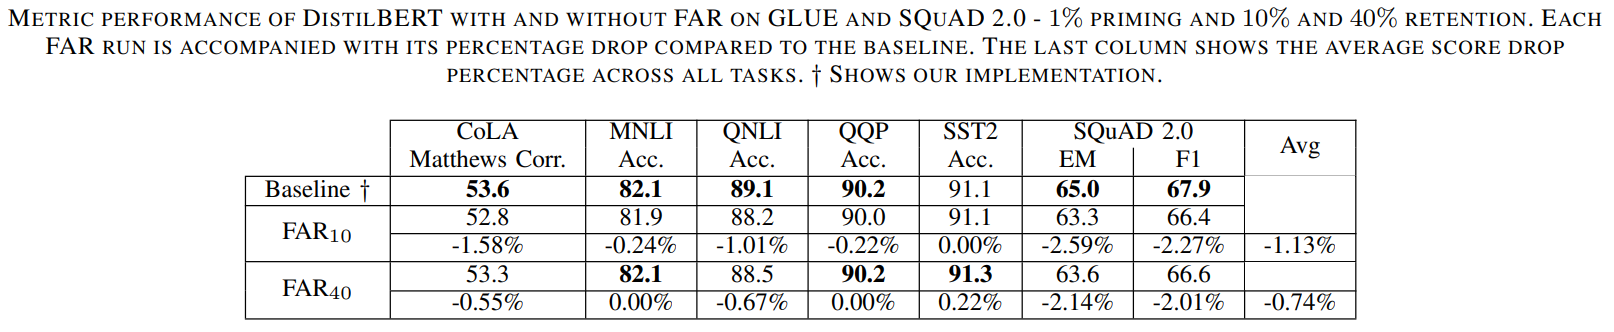 METRIC PERFORMANCE OF DISTILBERT WITH AND WITHOUT FAR ON GLUE AND SQUAD 2.0 - 1% PRIMING AND 10% AND 40% RETENTION. EACH
FAR RUN IS ACCOMPANIED WITH ITS PERCENTAGE DROP COMPARED TO THE BASELINE. THE LAST COLUMN SHOWS THE AVERAGE SCORE DROP
PERCENTAGE ACROSS ALL TASKS. † SHOWS OUR IMPLEMENTATION.
CoLA MNLI QNLI QQP SST2 SQuAD 2.0 Avg
Matthews Corr. Acc. Acc. Acc. Acc. EM F1
Baseline † 53.6 82.1 89.1 90.2 91.1 65.0 67.9
FAR10 52.8 81.9 88.2 90.0 91.1 63.3 66.4
-1.58% -0.24% -1.01% -0.22% 0.00% -2.59% -2.27% -1.13%
FAR40 53.3 82.1 88.5 90.2 91.3 63.6 66.6
-0.55% 0.00% -0.67% 0.00% 0.22% -2.14% -2.01% -0.74%